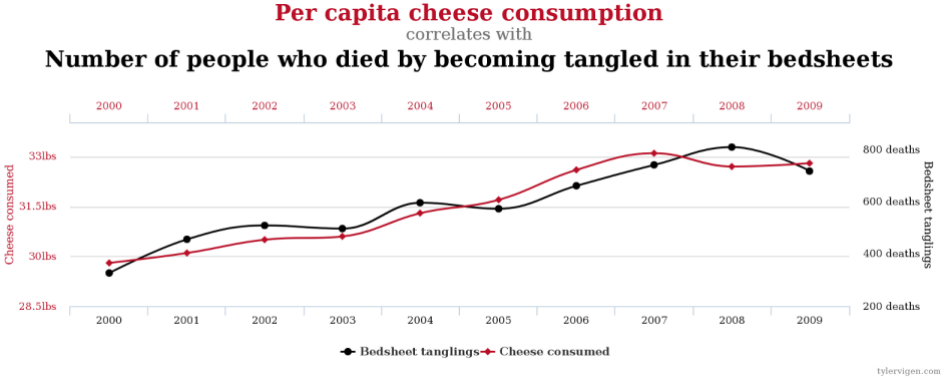 Per capita cheese consumption
correlates with
Number of people who died by becoming tangled in their bedsheets
2000 2001 2002 2003 2004 2005 2006 2007 2008 2009
Cheese consumed
33lbs
31.5lbs
30lbs
28.5lbs
800 deaths
600 deaths
400 deaths
200 deaths
Bedsheet tanglings
2000 2001 2002 2003 2004 2005 2006 2007 2008 2009
Bedsheet tanglings Cheese consumed
tylervigen.com